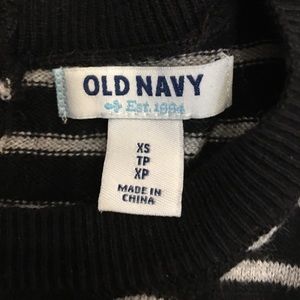 OLD NAVY
Est. 1994
XS
TP
XP
MADE IN
CHINA